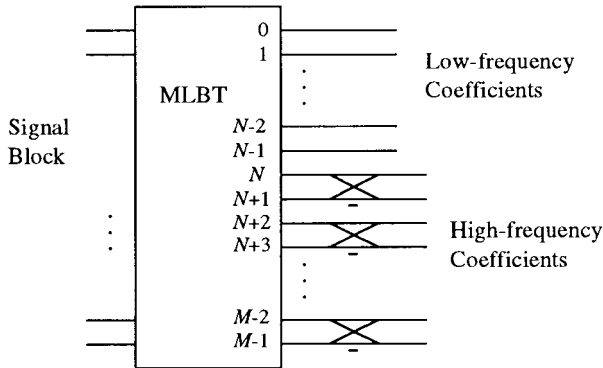 0
1
Low-frequency
Coefficients
MLBT
Signal
Block
N-2
N-1
N
N+1
N+2
N+3
High-frequency
Coefficients
M-2
M-1